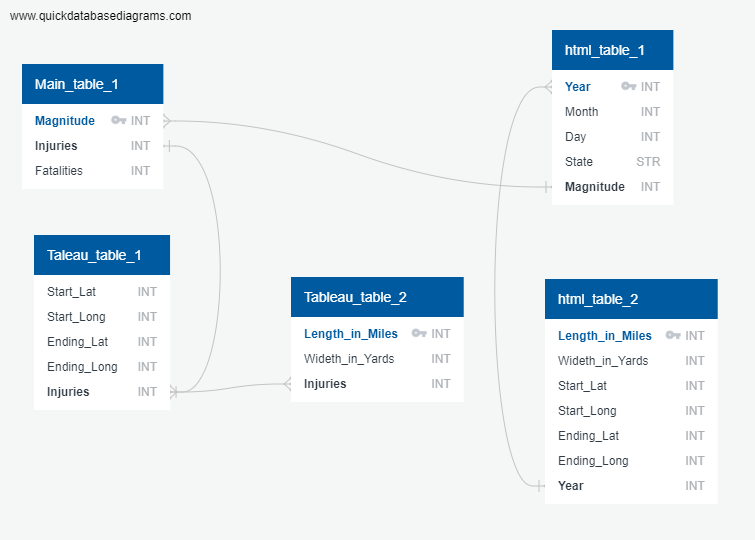 www.quickdatabasediagrams.com
Main_table_1
Magnitude INT
Injuries INT
Fatalities INT
html_table_1
Year INT
Month INT
Day INT
State STR
Magnitude INT
Taleau_table_1
Start_Lat INT
Start_Long INT
Ending_Lat INT
Ending_Long INT
Injuries INT
Tableau_table_2
Length_in_Miles INT
Wideth_in_Yards INT
Injuries INT
html_table_2
Length_in_Miles INT
Wideth_in_Yards INT
Start_Lat INT
Start_Long INT
Ending_Lat INT
Ending_Long INT
Year INT